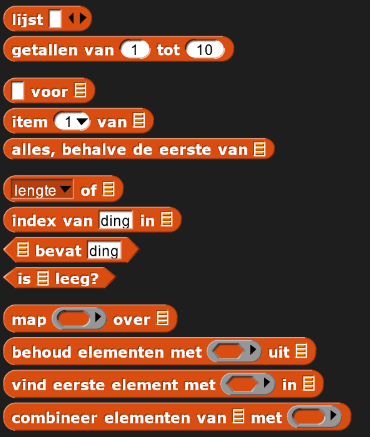 lijst
getallen van 1 tot 10
voor
item 1 van
alles, behalve de eerste van
lengte of
index van ding in
bevat ding
is leeg?
map over
behoud elementen met uit
vind eerste element met in
combineer elementen van met